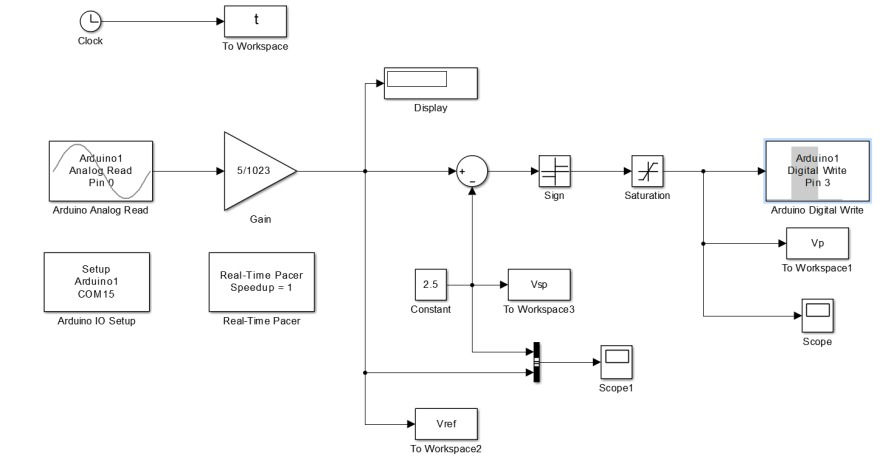 t
Clock
To Workspace
Display
Arduino1
Analog Read
Pin 0
Arduino Analog Read
5/1023
Gain
+
−
Sign
Saturation
Arduino1
Digital Write
Pin 3
Arduino Digital Write
Vp
To Workspace1
Setup
Arduino1
COM15
Arduino IO Setup
Real-Time Pacer
Speedup = 1
Real-Time Pacer
2.5
Constant
Vsp
To Workspace3
Scope
Scope1
Vref
To Workspace2